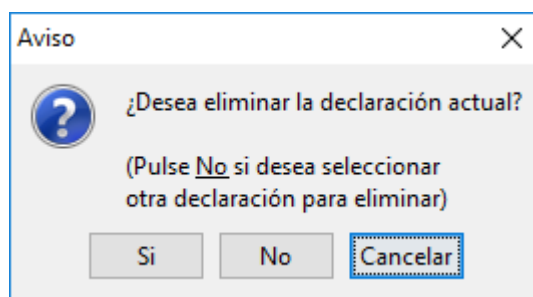 Aviso
¿Desea eliminar la declaración actual?
(Pulse No si desea seleccionar
otra declaración para eliminar)
Si
No
Cancelar